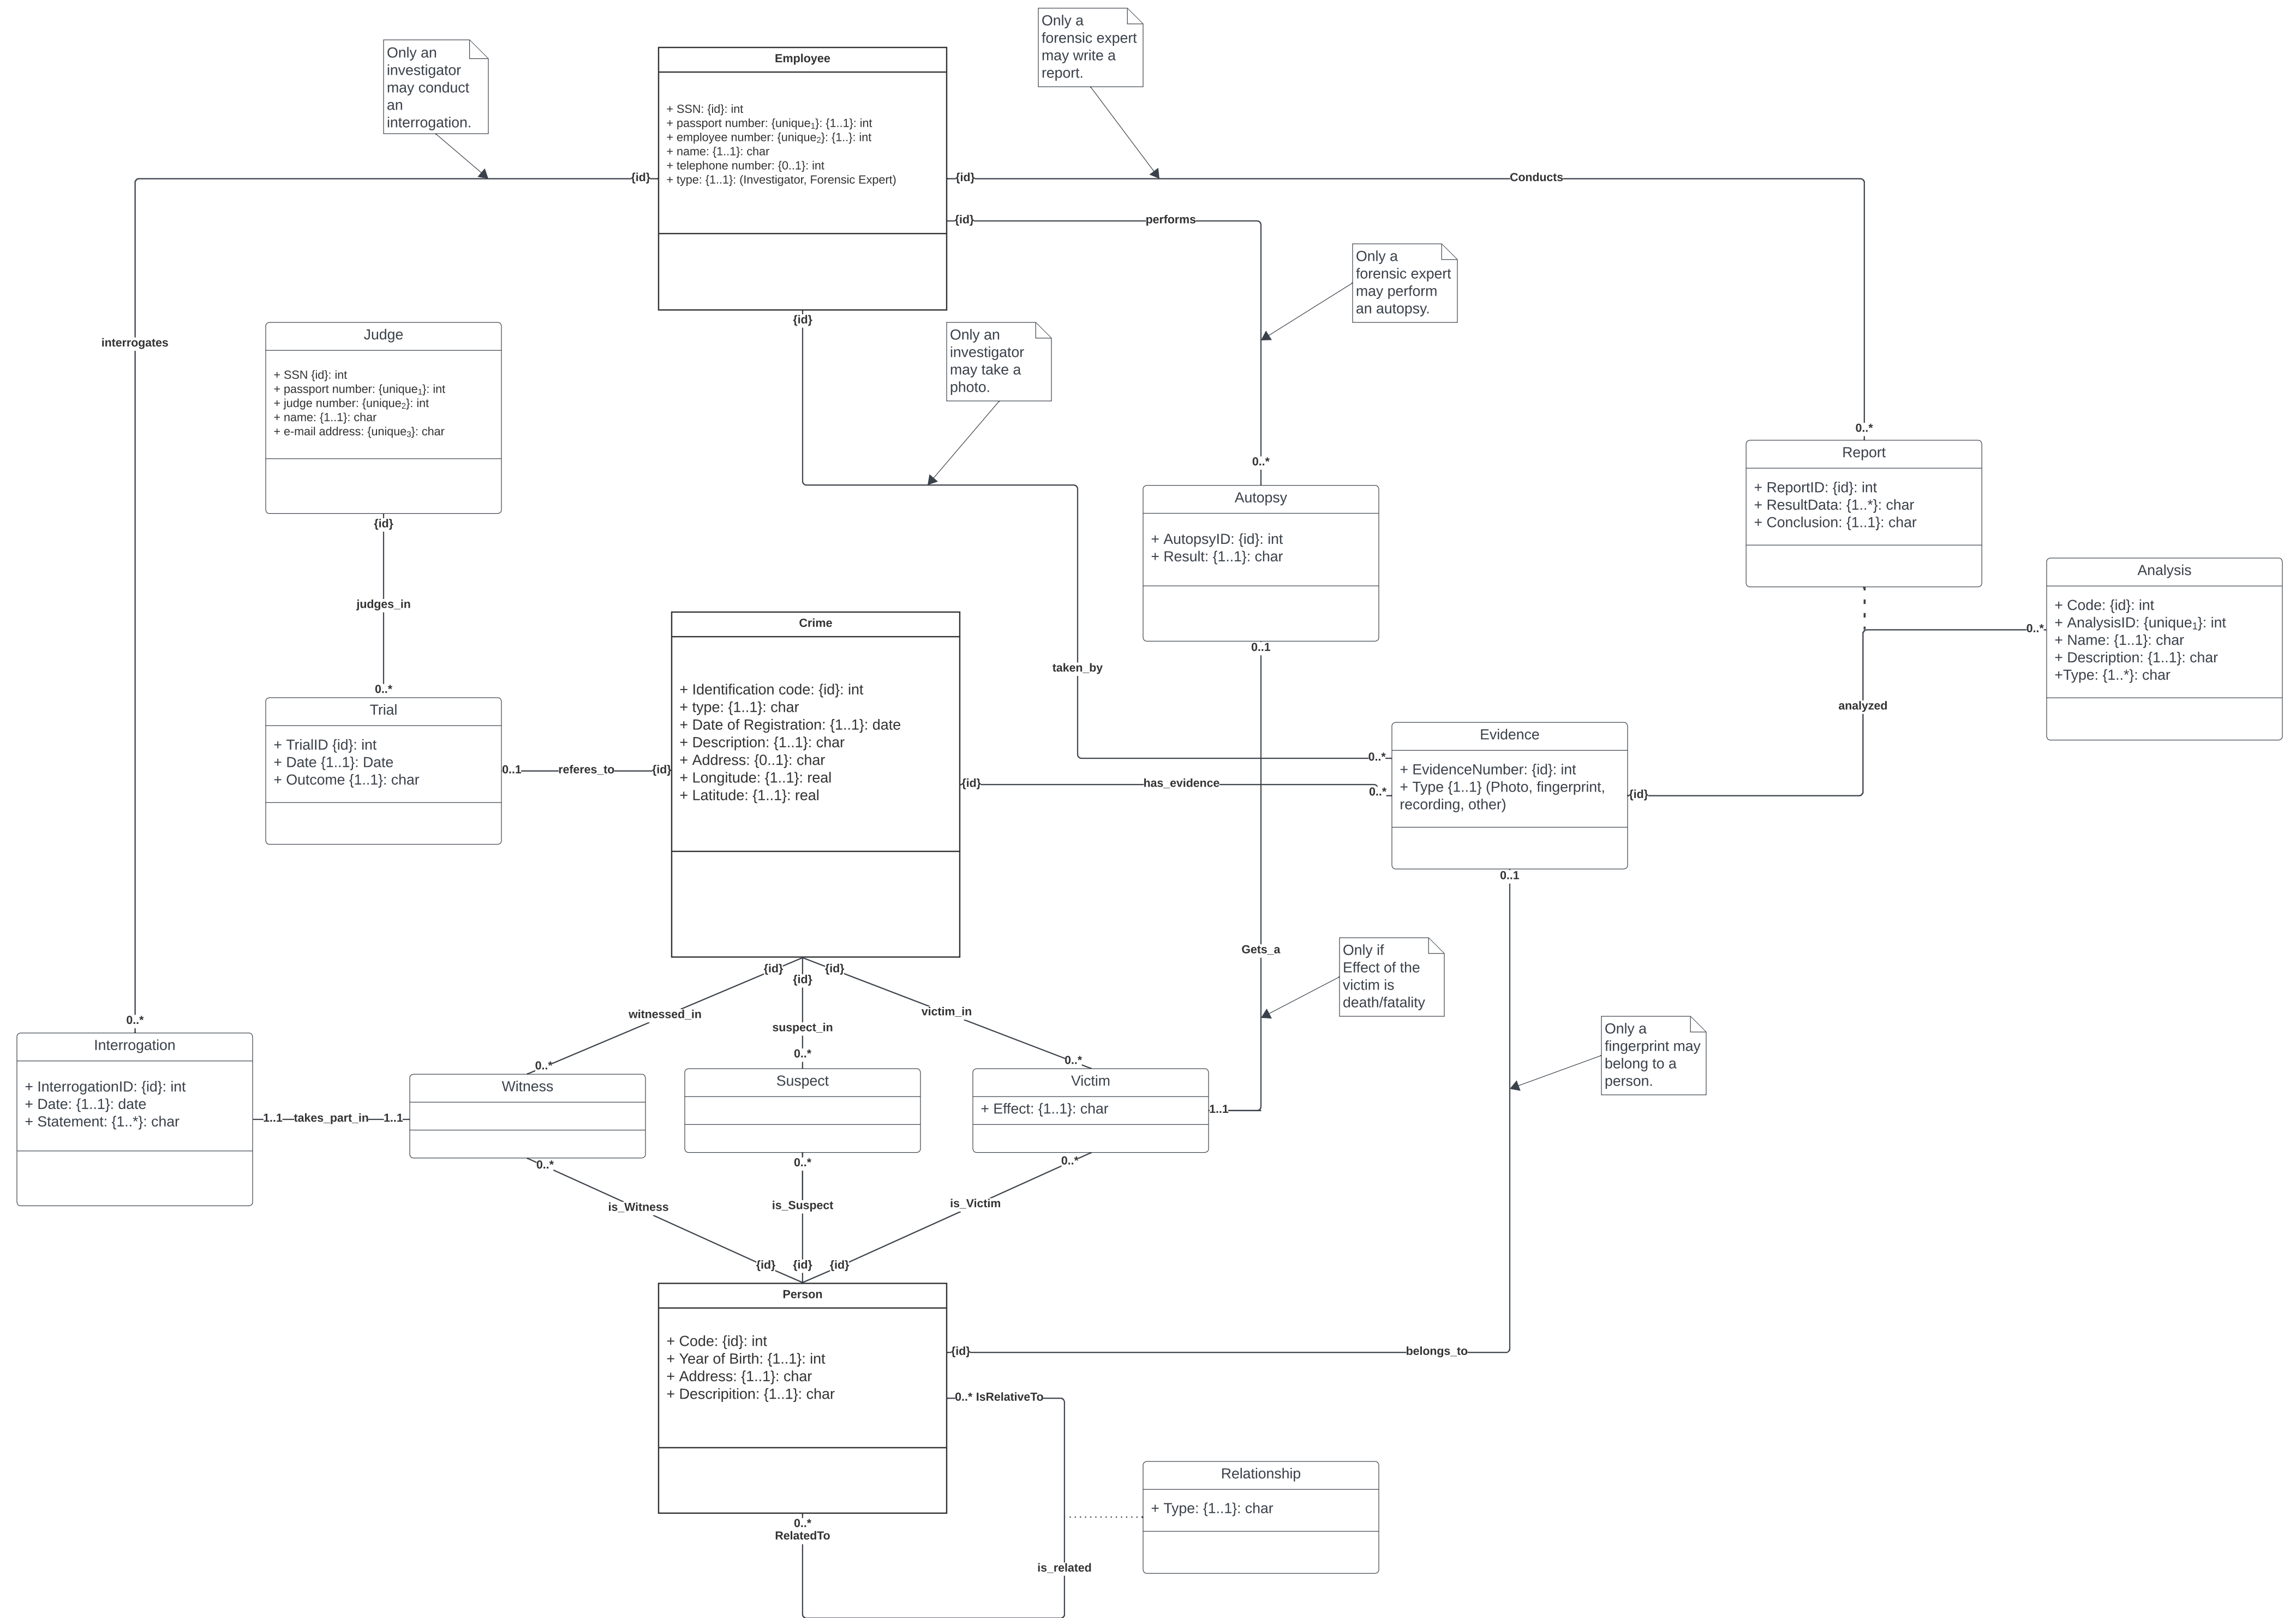 Only a
forensic expert
may write a
report.
Only an
investigator
may conduct
an
interrogation.
Employee
+ SSN: {id}: int
+ passport number: {unique1}: {1..1}: int
+ employee number: {unique2}: {1..}: int
+ name: {1..1}: char
+ telephone number: {0..1}: int
+ type: {1..1}: (Investigator, Forensic Expert)
{id}
{id}
Conducts
{id}
performs
Only a
forensic expert
may perform
an autopsy.
{id}
interrogates
Judge
+ SSN {id}: int
+ passport number: {unique1}: int
+ judge number: {unique2}: int
+ name: {1..1}: char
+ e-mail address: {unique3}: char
Only an
investigator
may take a
photo.
0..*
Report
+ ReportID: {id}: int
+ ResultData: {1..*}: char
+ Conclusion: {1..1}: char
0..*
Autopsy
+ AutopsyID: {id}: int
+ Result: {1..1}: char
{id}
judges_in
0..*
Analysis
+ Code: {id}: int
+ AnalysisID: {unique1}: int
+ Name: {1..1}: char
+ Description: {1..1}: char
+Type: {1..*}: char
0..*
Crime
+ Identification code: {id}: int
+ type: {1..1}: char
+ Date of Registration: {1..1}: date
+ Description: {1..1}: char
+ Address: {0..1}: char
+ Longitude: {1..1}: real
+ Latitude: {1..1}: real
0..1
taken_by
analyzed
Trial
+ TrialID {id}: int
+ Date {1..1}: Date
+ Outcome {1..1}: char
0..1
referes_to
{id}
Evidence
+ EvidenceNumber: {id}: int
+ Type {1..1} (Photo, fingerprint,
recording, other)
0..*
{id}
has_evidence
0..*
{id}
0..1
Gets_a
Only if
Effect of the
victim is
death/fatality
{id}
{id}
{id}
witnessed_in
suspect_in
victim_in
0..*
Interrogation
+ InterrogationID: {id}: int
+ Date: {1..1}: date
+ Statement: {1..*}: char
1..1
takes_part_in
1..1
0..*
Witness
0..*
Suspect
0..*
Victim
+ Effect: {1..1}: char
1..1
Only a
fingerprint may
belong to a
person.
0..*
0..*
0..*
is_Witness
is_Suspect
is_Victim
{id}
{id}
{id}
Person
+ Code: {id}: int
+ Year of Birth: {1..1}: int
+ Address: {1..1}: char
+ Descripition: {1..1}: char
{id}
belongs_to
0..* IsRelativeTo
Relationship
+ Type: {1..1}: char
0..*
RelatedTo
is_related